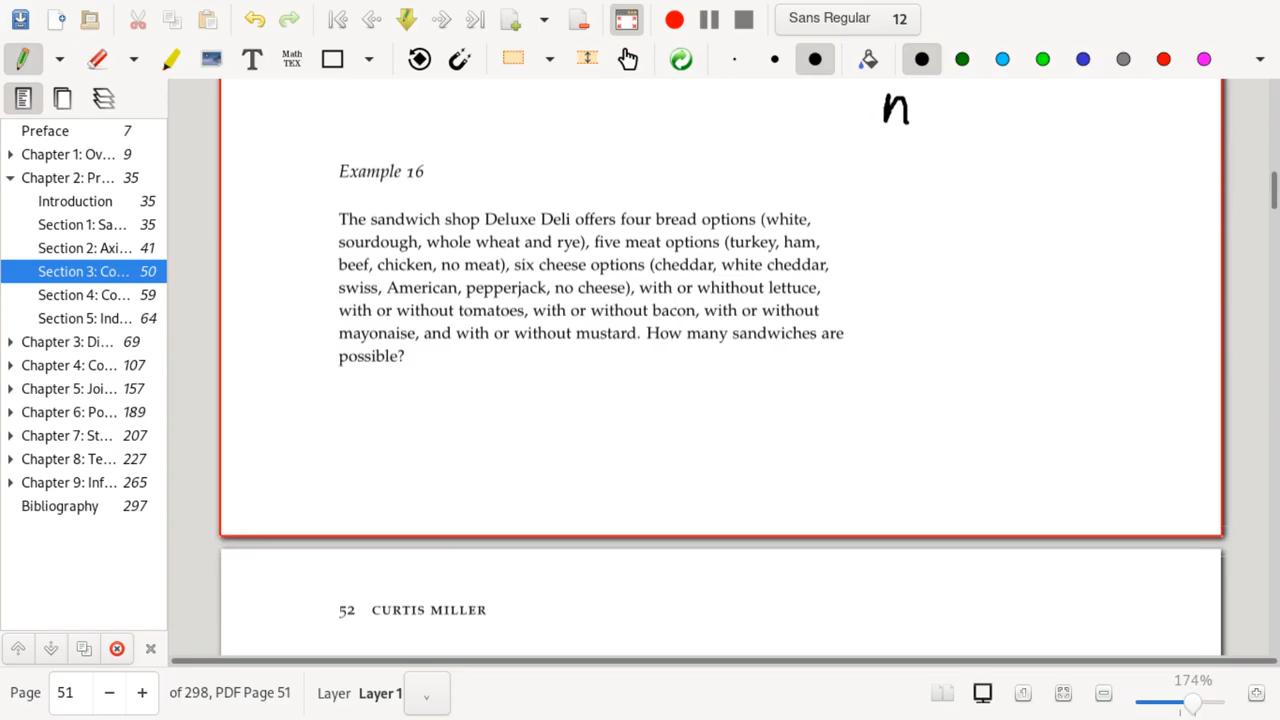 Sans Regular 12
Math
TEX
Preface 7
Chapter 1: Ov... 9
Chapter 2: Pr... 35
Introduction 35
Section 1: Sa... 35
Section 2: Axi... 41
Section 3: Co... 50
Section 4: Co... 59
Section 5: Ind... 64
Chapter 3: Di... 69
Chapter 4: Co... 107
Chapter 5: Joi... 157
Chapter 6: Po... 189
Chapter 7: St... 207
Chapter 8: Te... 227
Chapter 9: Inf... 265
Bibliography 297
n
Example 16
The sandwich shop Deluxe Deli offers four bread options (white,
sourdough, whole wheat and rye), five meat options (turkey, ham,
beef, chicken, no meat), six cheese options (cheddar, white cheddar,
swiss, American, pepperjack, no cheese), with or whithout lettuce,
with or without tomatoes, with or without bacon, with or without
mayonaise, and with or without mustard. How many sandwiches are
possible?
52 CURTIS MILLER
Page 51 of 298, PDF Page 51 Layer Layer 1 174%